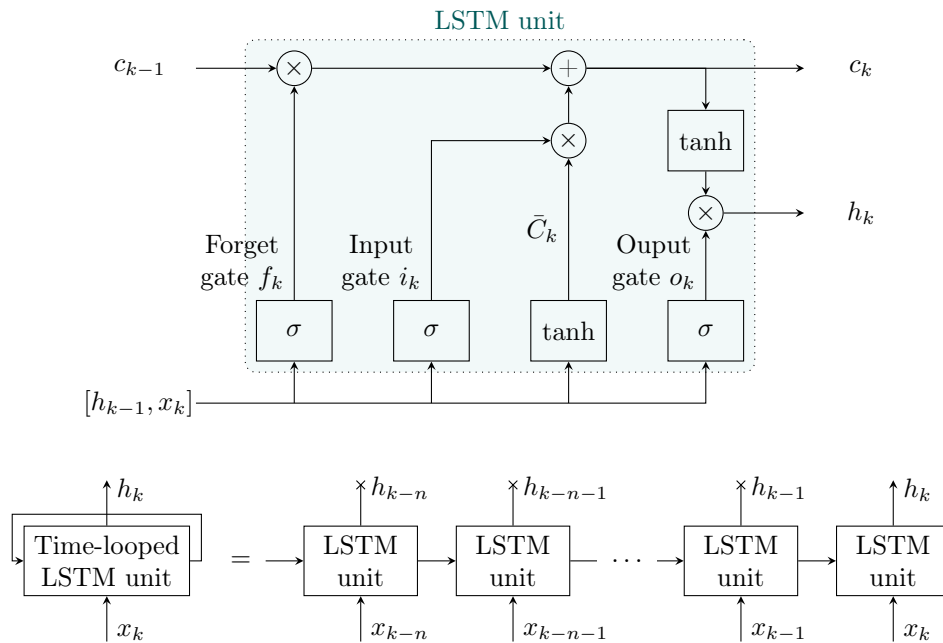 LSTM unit
c_{k-1} × + c_k
× tanh
× h_k
Forget gate f_k
Input gate i_k
C̄_k
Ouput gate o_k
σ σ tanh σ
[h_{k-1}, x_k]
h_k h_{k-n} h_{k-n-1} h_{k-1} h_k
Time-looped LSTM unit = LSTM unit LSTM unit ... LSTM unit LSTM unit
x_k x_{k-n} x_{k-n-1} x_{k-1} x_k